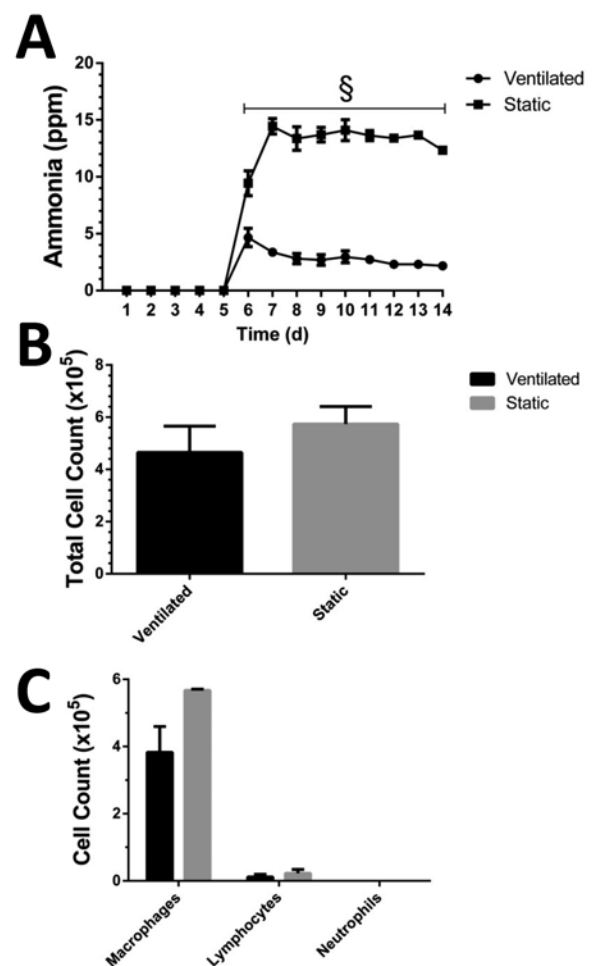 A
20
15
10
5
0
Ammonia (ppm)
§
Ventilated
Static
1 2 3 4 5 6 7 8 9 10 11 12 13 14
Time (d)
B
8
6
4
2
0
Total Cell Count (x10⁵)
Ventilated
Static
Ventilated
Static
C
6
4
2
0
Cell Count (x10⁵)
Macrophages
Lymphocytes
Neutrophils